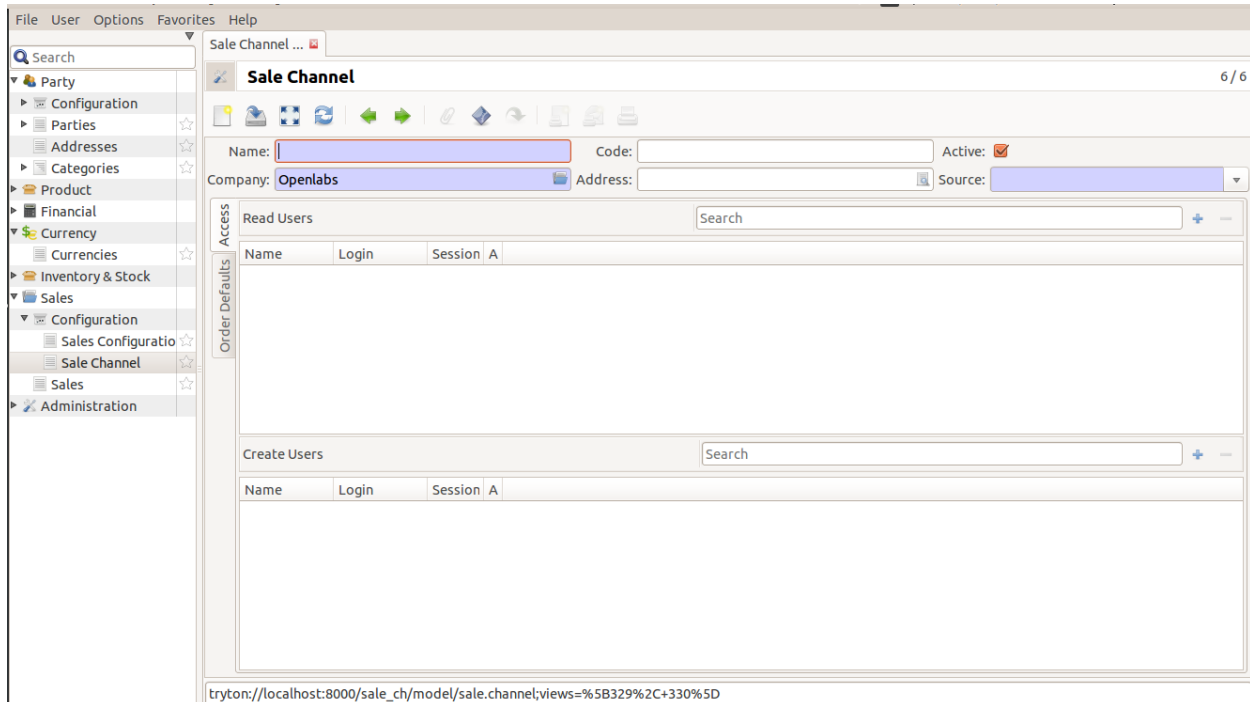 File User Options Favorites Help
Search
Party
Configuration
Parties
Addresses
Categories
Product
Financial
Currency
Currencies
Inventory & Stock
Sales
Configuration
Sales Configuratio
Sale Channel
Sales
Administration
Sale Channel ...
Sale Channel 6/6
Name: Code: Active:
Company: Openlabs Address: Source:
Access
Order Defaults
Read Users Search
Name Login Session A
Create Users Search
Name Login Session A
tryton://localhost:8000/sale_ch/model/sale.channel;views=%5B329%2C+330%5D